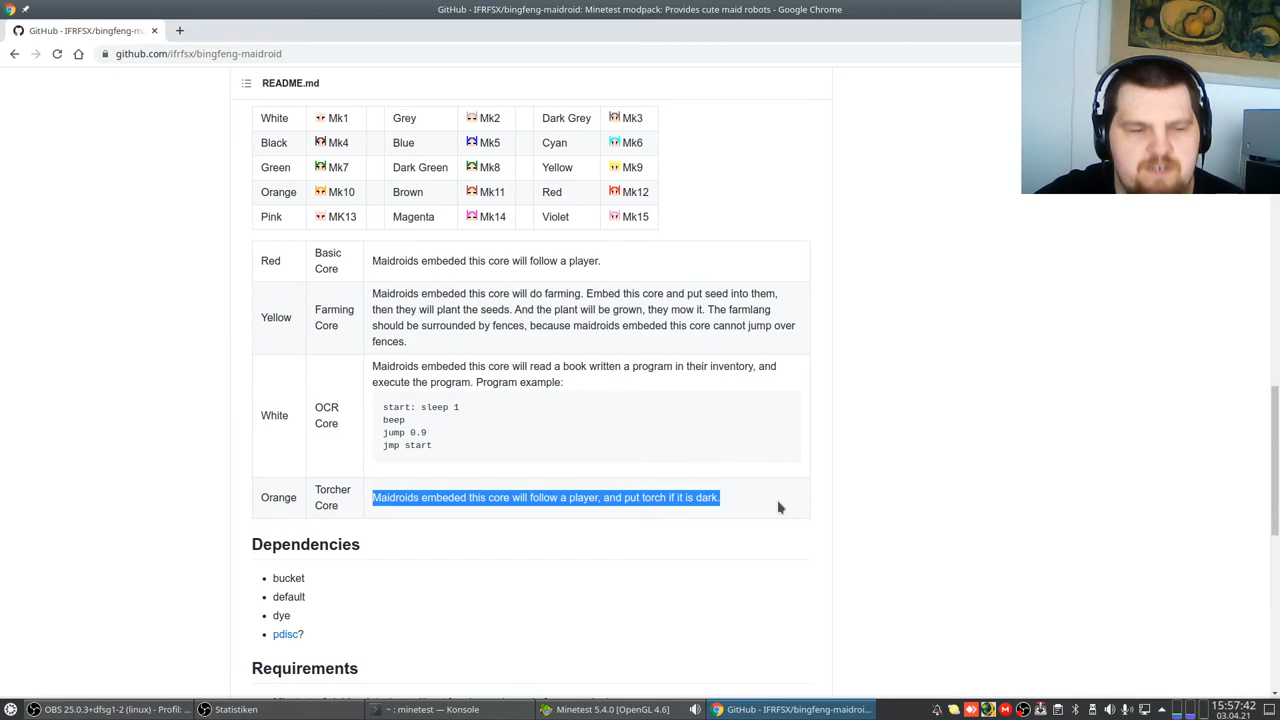 GitHub - IFRFSX/bingfeng-maidroid: Minetest modpack: Provides cute maid robots - Google Chrome
GitHub - IFRFSX/bingfeng-ma
github.com/ifrfsx/bingfeng-maidroid
README.md
White Mk1 Grey Mk2 Dark Grey Mk3
Black Mk4 Blue Mk5 Cyan Mk6
Green Mk7 Dark Green Mk8 Yellow Mk9
Orange Mk10 Brown Mk11 Red Mk12
Pink MK13 Magenta Mk14 Violet Mk15
Red
Basic
Core
Maidroids embeded this core will follow a player.
Yellow
Farming
Core
Maidroids embeded this core will do farming. Embed this core and put seed into them,
then they will plant the seeds. And the plant will be grown, they mow it. The farmlang
should be surrounded by fences, because maidroids embeded this core cannot jump over
fences.
White
OCR
Core
Maidroids embeded this core will read a book written a program in their inventory, and
execute the program. Program example:
start: sleep 1
beep
jump 0.9
jmp start
Orange
Torcher
Core
Maidroids embeded this core will follow a player, and put torch if it is dark.
Dependencies
bucket
default
dye
pdisc?
Requirements
OBS 25.0.3+dfsg1-2 (linux) - Profil: ...
Statistiken
~ : minetest — Konsole
Minetest 5.4.0 [OpenGL 4.6]
GitHub - IFRFSX/bingfeng-maidroi...
15:57:42
03.04.21